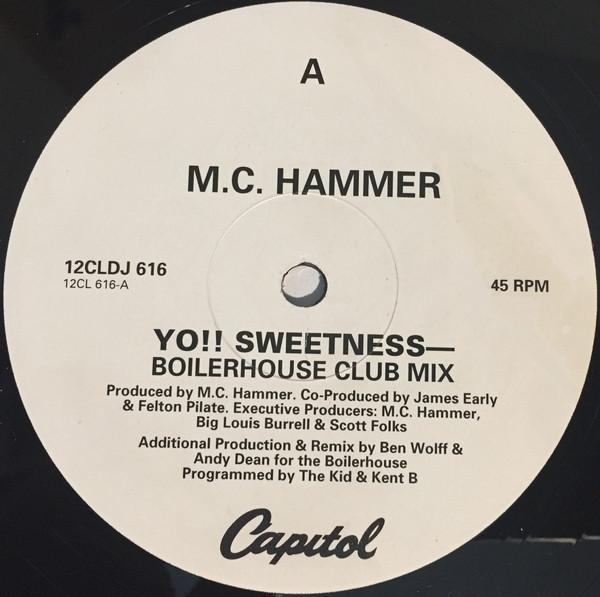 A
M.C. HAMMER
12CLDJ 616
12CL 616-A
45 RPM
YO!! SWEETNESS—
BOILERHOUSE CLUB MIX
Produced by M.C. Hammer. Co-Produced by James Early
& Felton Pilate. Executive Producers: M.C. Hammer,
Big Louis Burrell & Scott Folks
Additional Production & Remix by Ben Wolff &
Andy Dean for the Boilerhouse
Programmed by The Kid & Kent B
Capitol